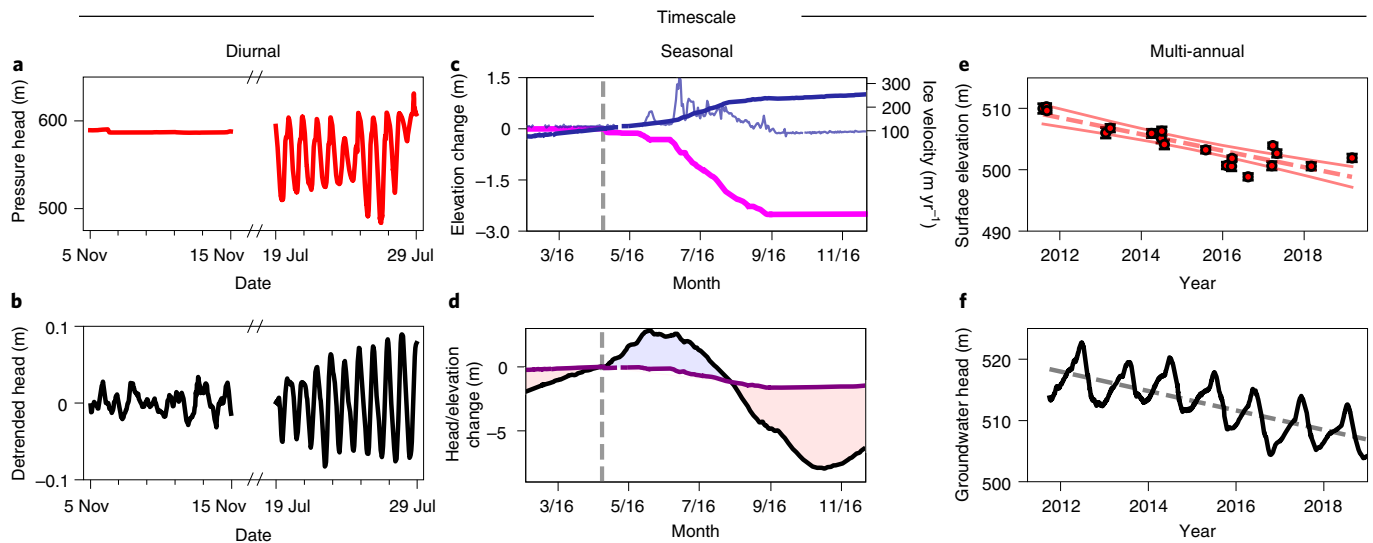 Timescale
Diurnal
Seasonal
Multi-annual
a
Pressure head (m)
600
500
5 Nov
15 Nov
19 Jul
29 Jul
Date
b
Detrended head (m)
0.1
0
–0.1
5 Nov
15 Nov
19 Jul
29 Jul
Date
c
Elevation change (m)
1.5
0
–1.5
–3.0
300
200
100
Ice velocity (m yr⁻¹)
3/16
5/16
7/16
9/16
11/16
Month
d
Head/elevation
change (m)
0
–5
3/16
5/16
7/16
9/16
11/16
Month
e
Surface elevation (m)
510
500
490
2012
2014
2016
2018
Year
f
Groundwater head (m)
520
510
500
2012
2014
2016
2018
Year